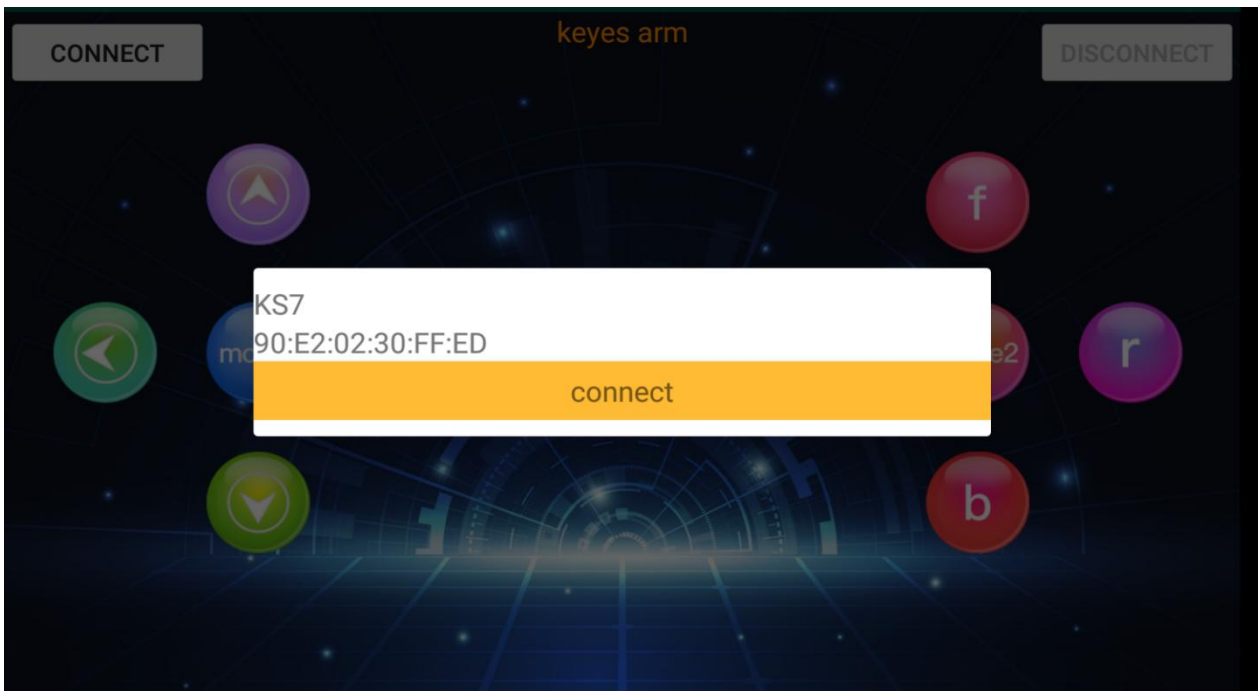 CONNECT
keyes arm
DISCONNECT
f
KS7
90:E2:02:30:FF:ED
connect
r
b